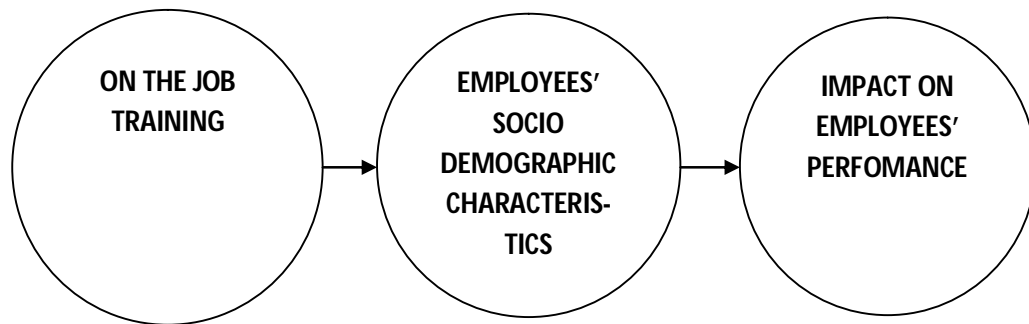 ON THE JOB
TRAINING
EMPLOYEES’
SOCIO
DEMOGRAPHIC
CHARACTERIS-
TICS
IMPACT ON
EMPLOYEES’
PERFOMANCE